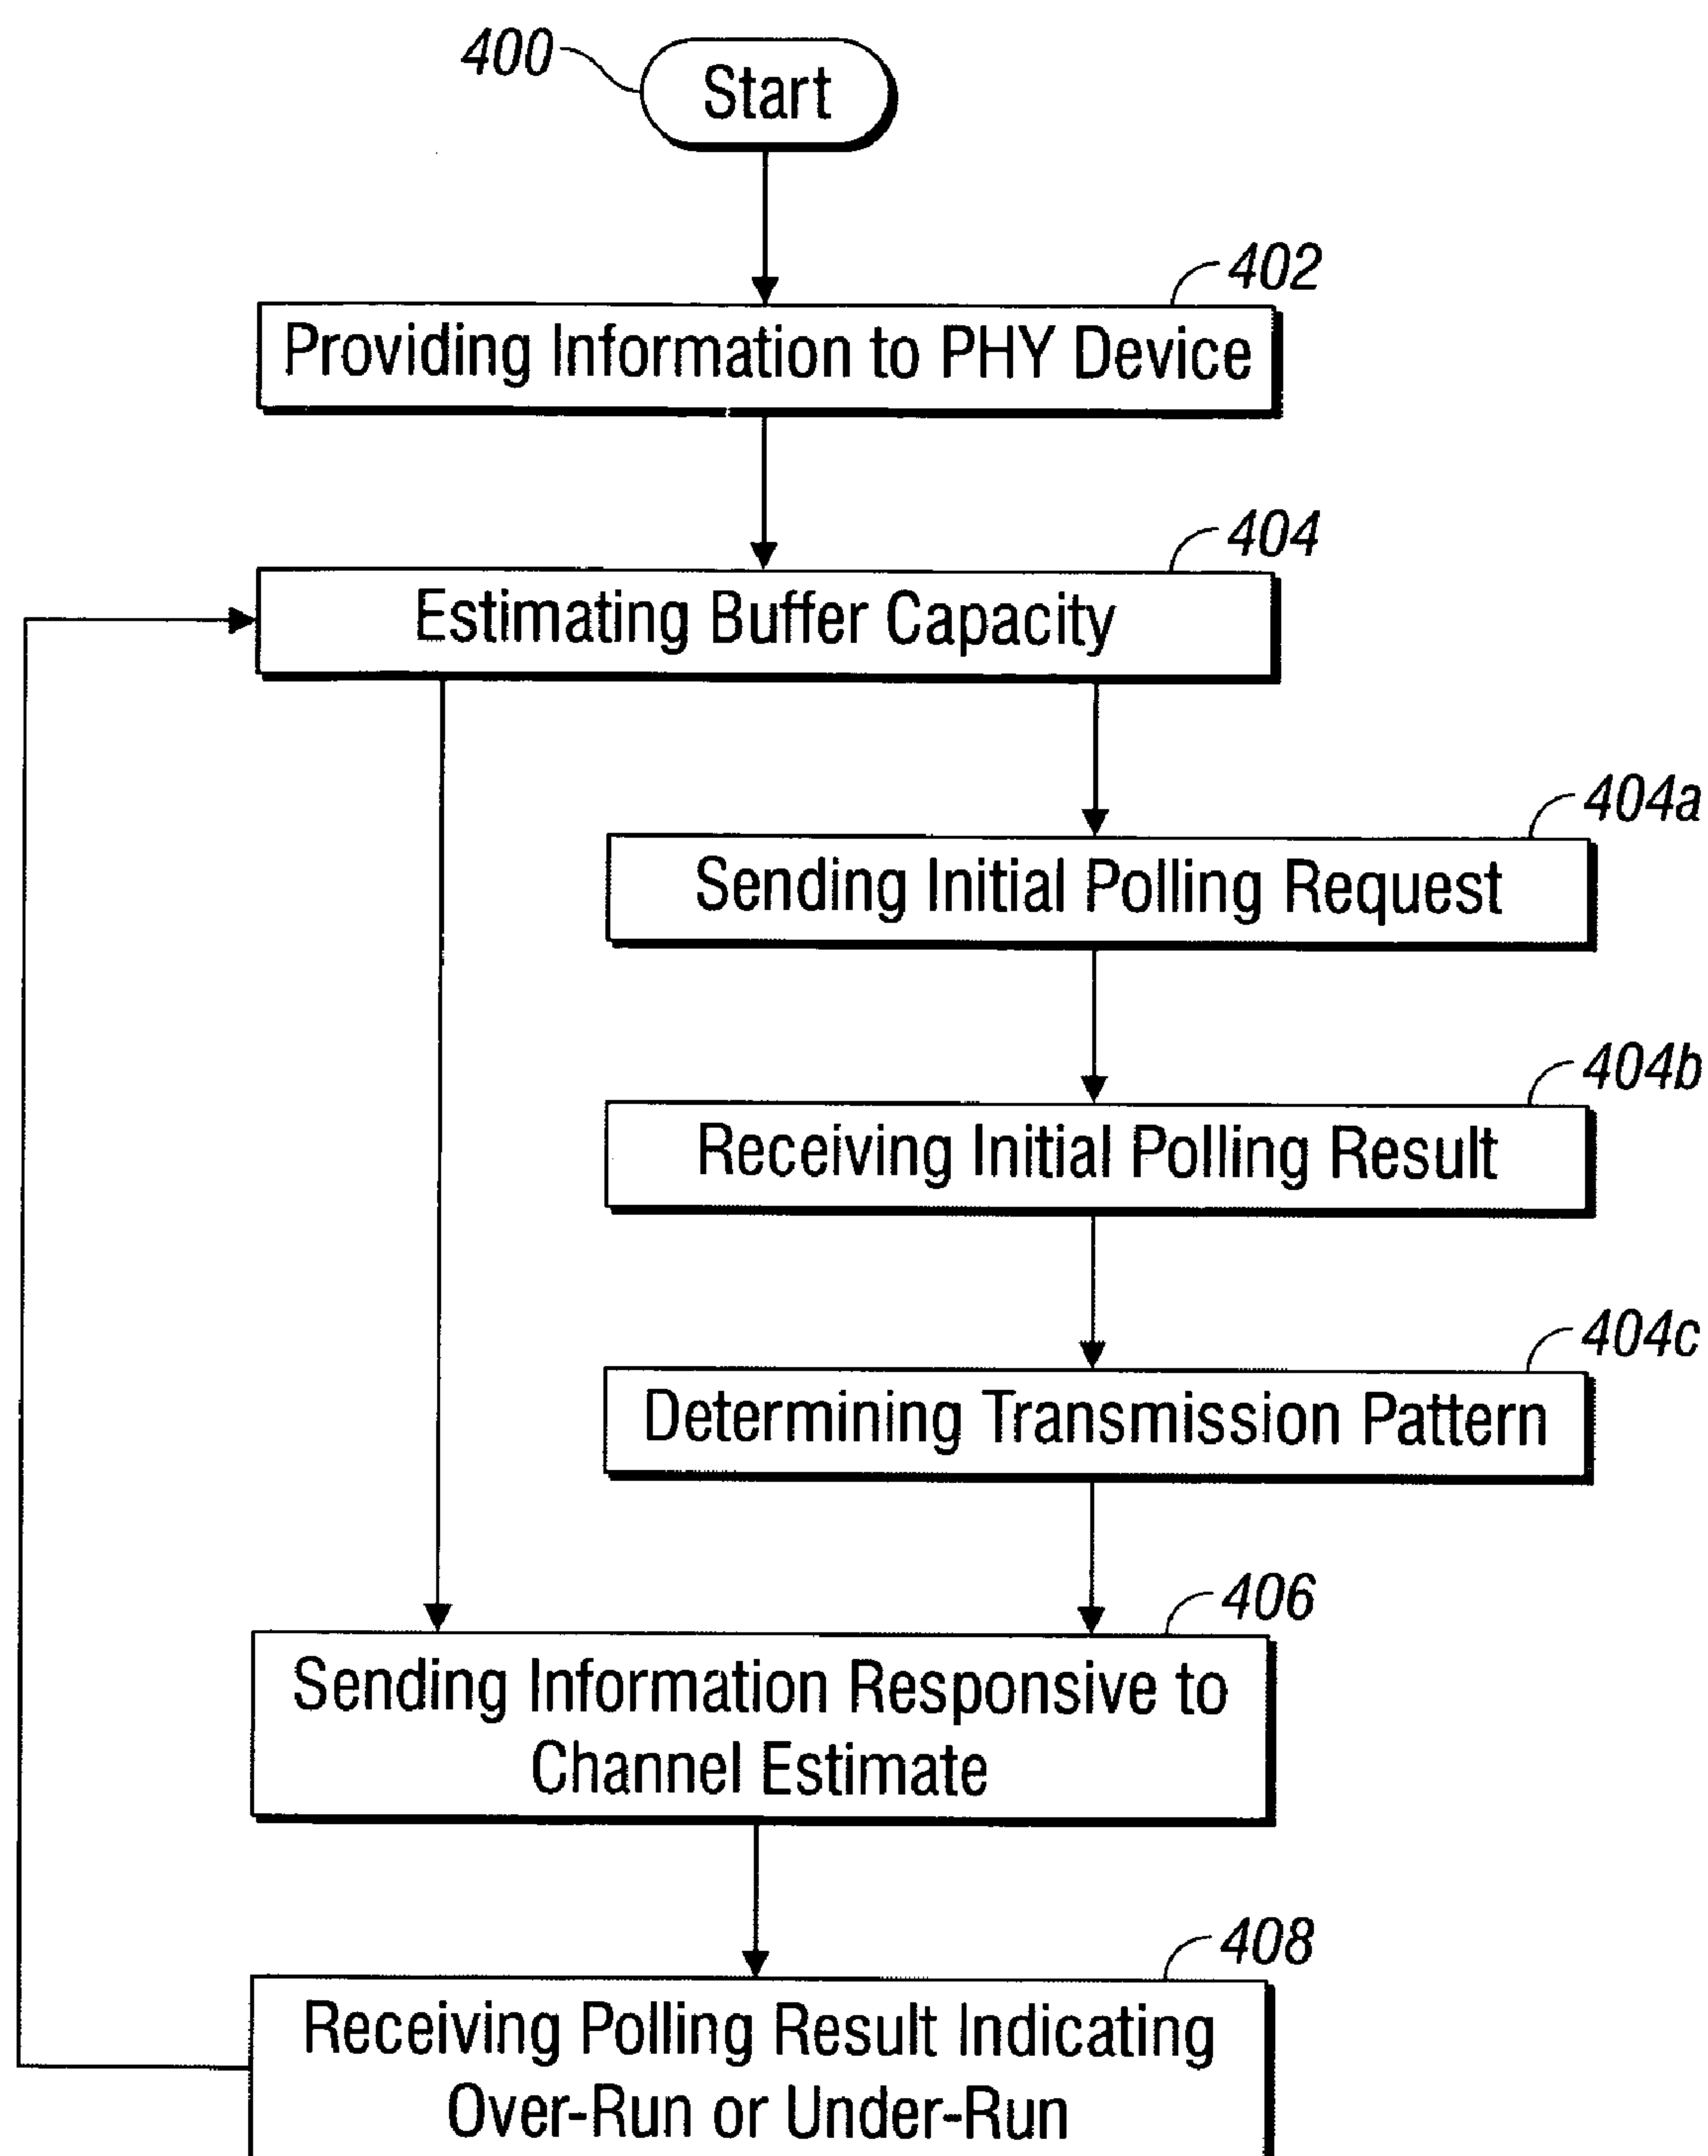 400
Start
402
Providing Information to PHY Device
404
Estimating Buffer Capacity
404a
Sending Initial Polling Request
404b
Receiving Initial Polling Result
404c
Determining Transmission Pattern
406
Sending Information Responsive to
Channel Estimate
408
Receiving Polling Result Indicating
Over-Run or Under-Run